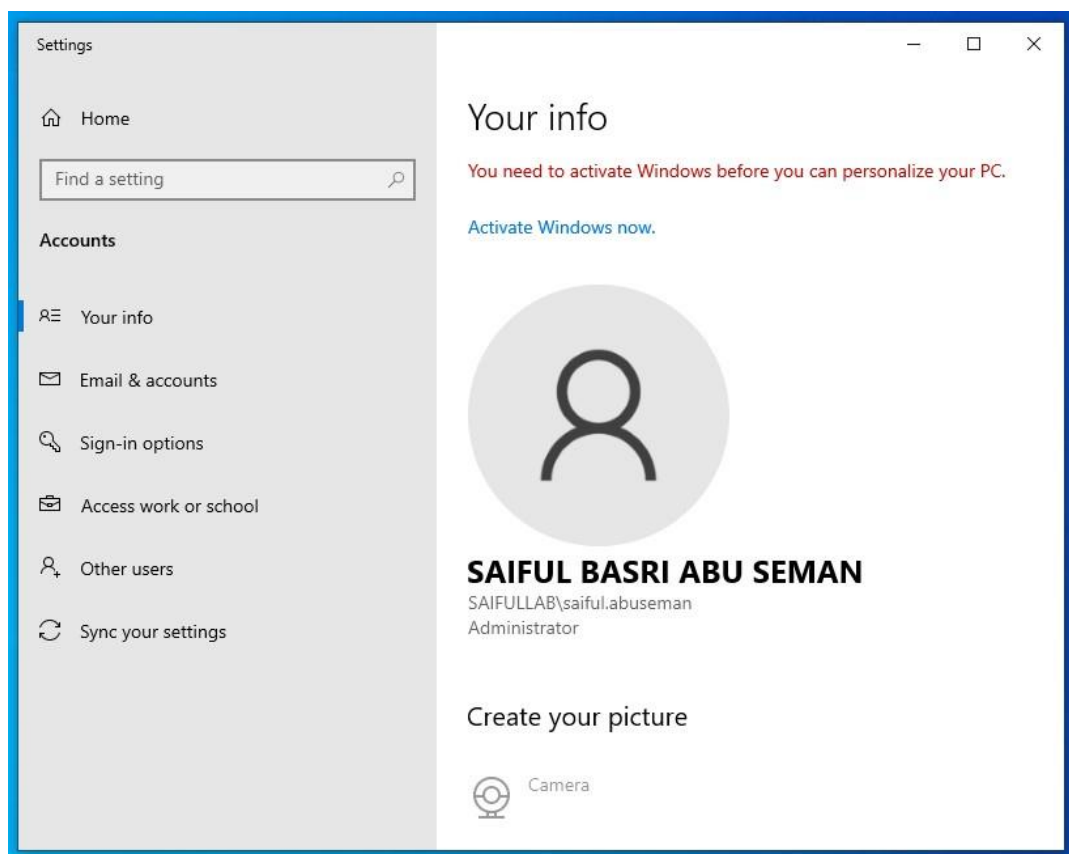 Settings
Home
Find a setting
Accounts
Your info
Email & accounts
Sign-in options
Access work or school
Other users
Sync your settings
Your info
You need to activate Windows before you can personalize your PC.
Activate Windows now.
SAIFUL BASRI ABU SEMAN
SAIFULLAB\saiful.abuseman
Administrator
Create your picture
Camera